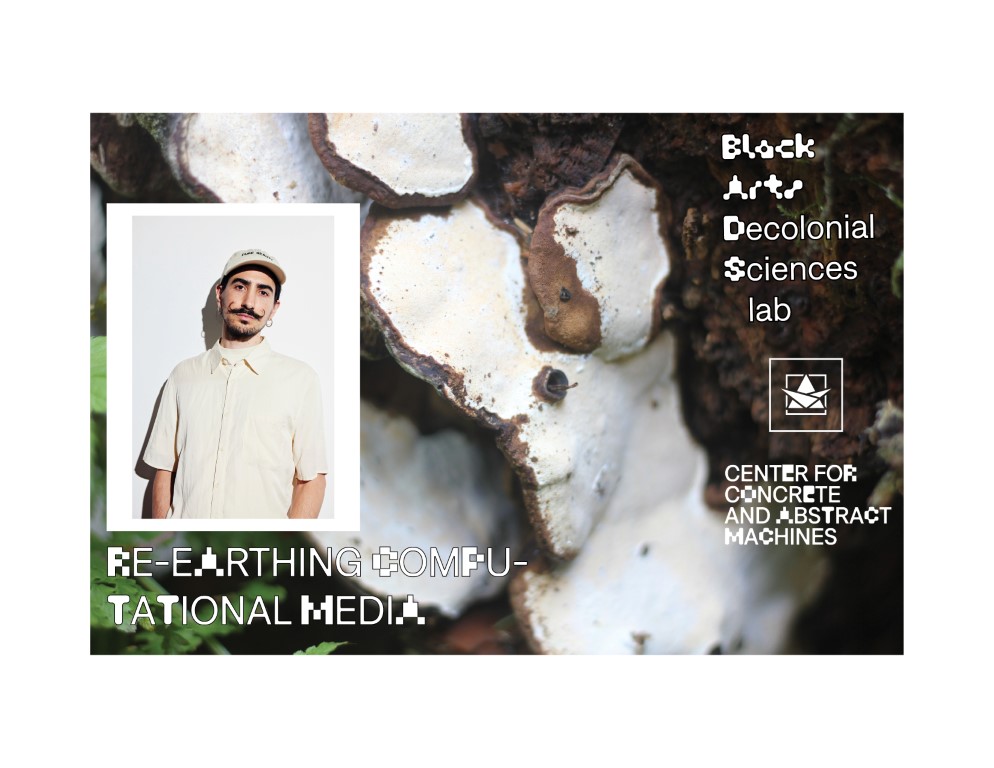 Black
Arts
Decolonial
Sciences
lab
CENTER FOR
CONCRETE
AND ABSTRACT
MACHINES
RE-EARTHING COMPU-
TATIONAL MEDIA